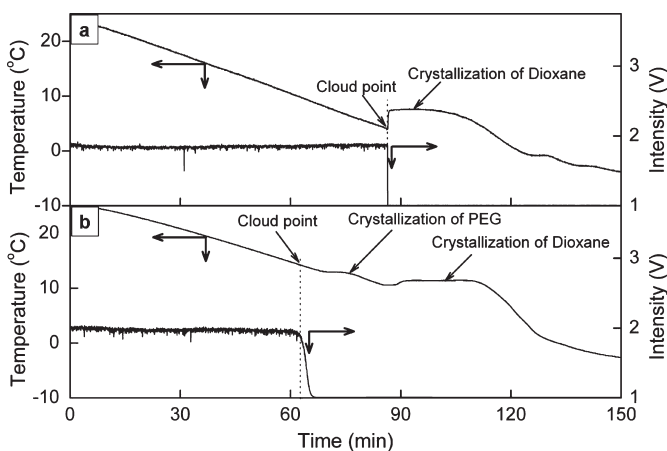 a
20
10
0
-10
Temperature (°C)
Cloud point
Crystallization of Dioxane
3
2
1
Intensity (V)
b
20
10
0
-10
Temperature (°C)
Cloud point
Crystallization of PEG
Crystallization of Dioxane
3
2
1
Intensity (V)
0 30 60 90 120 150
Time (min)